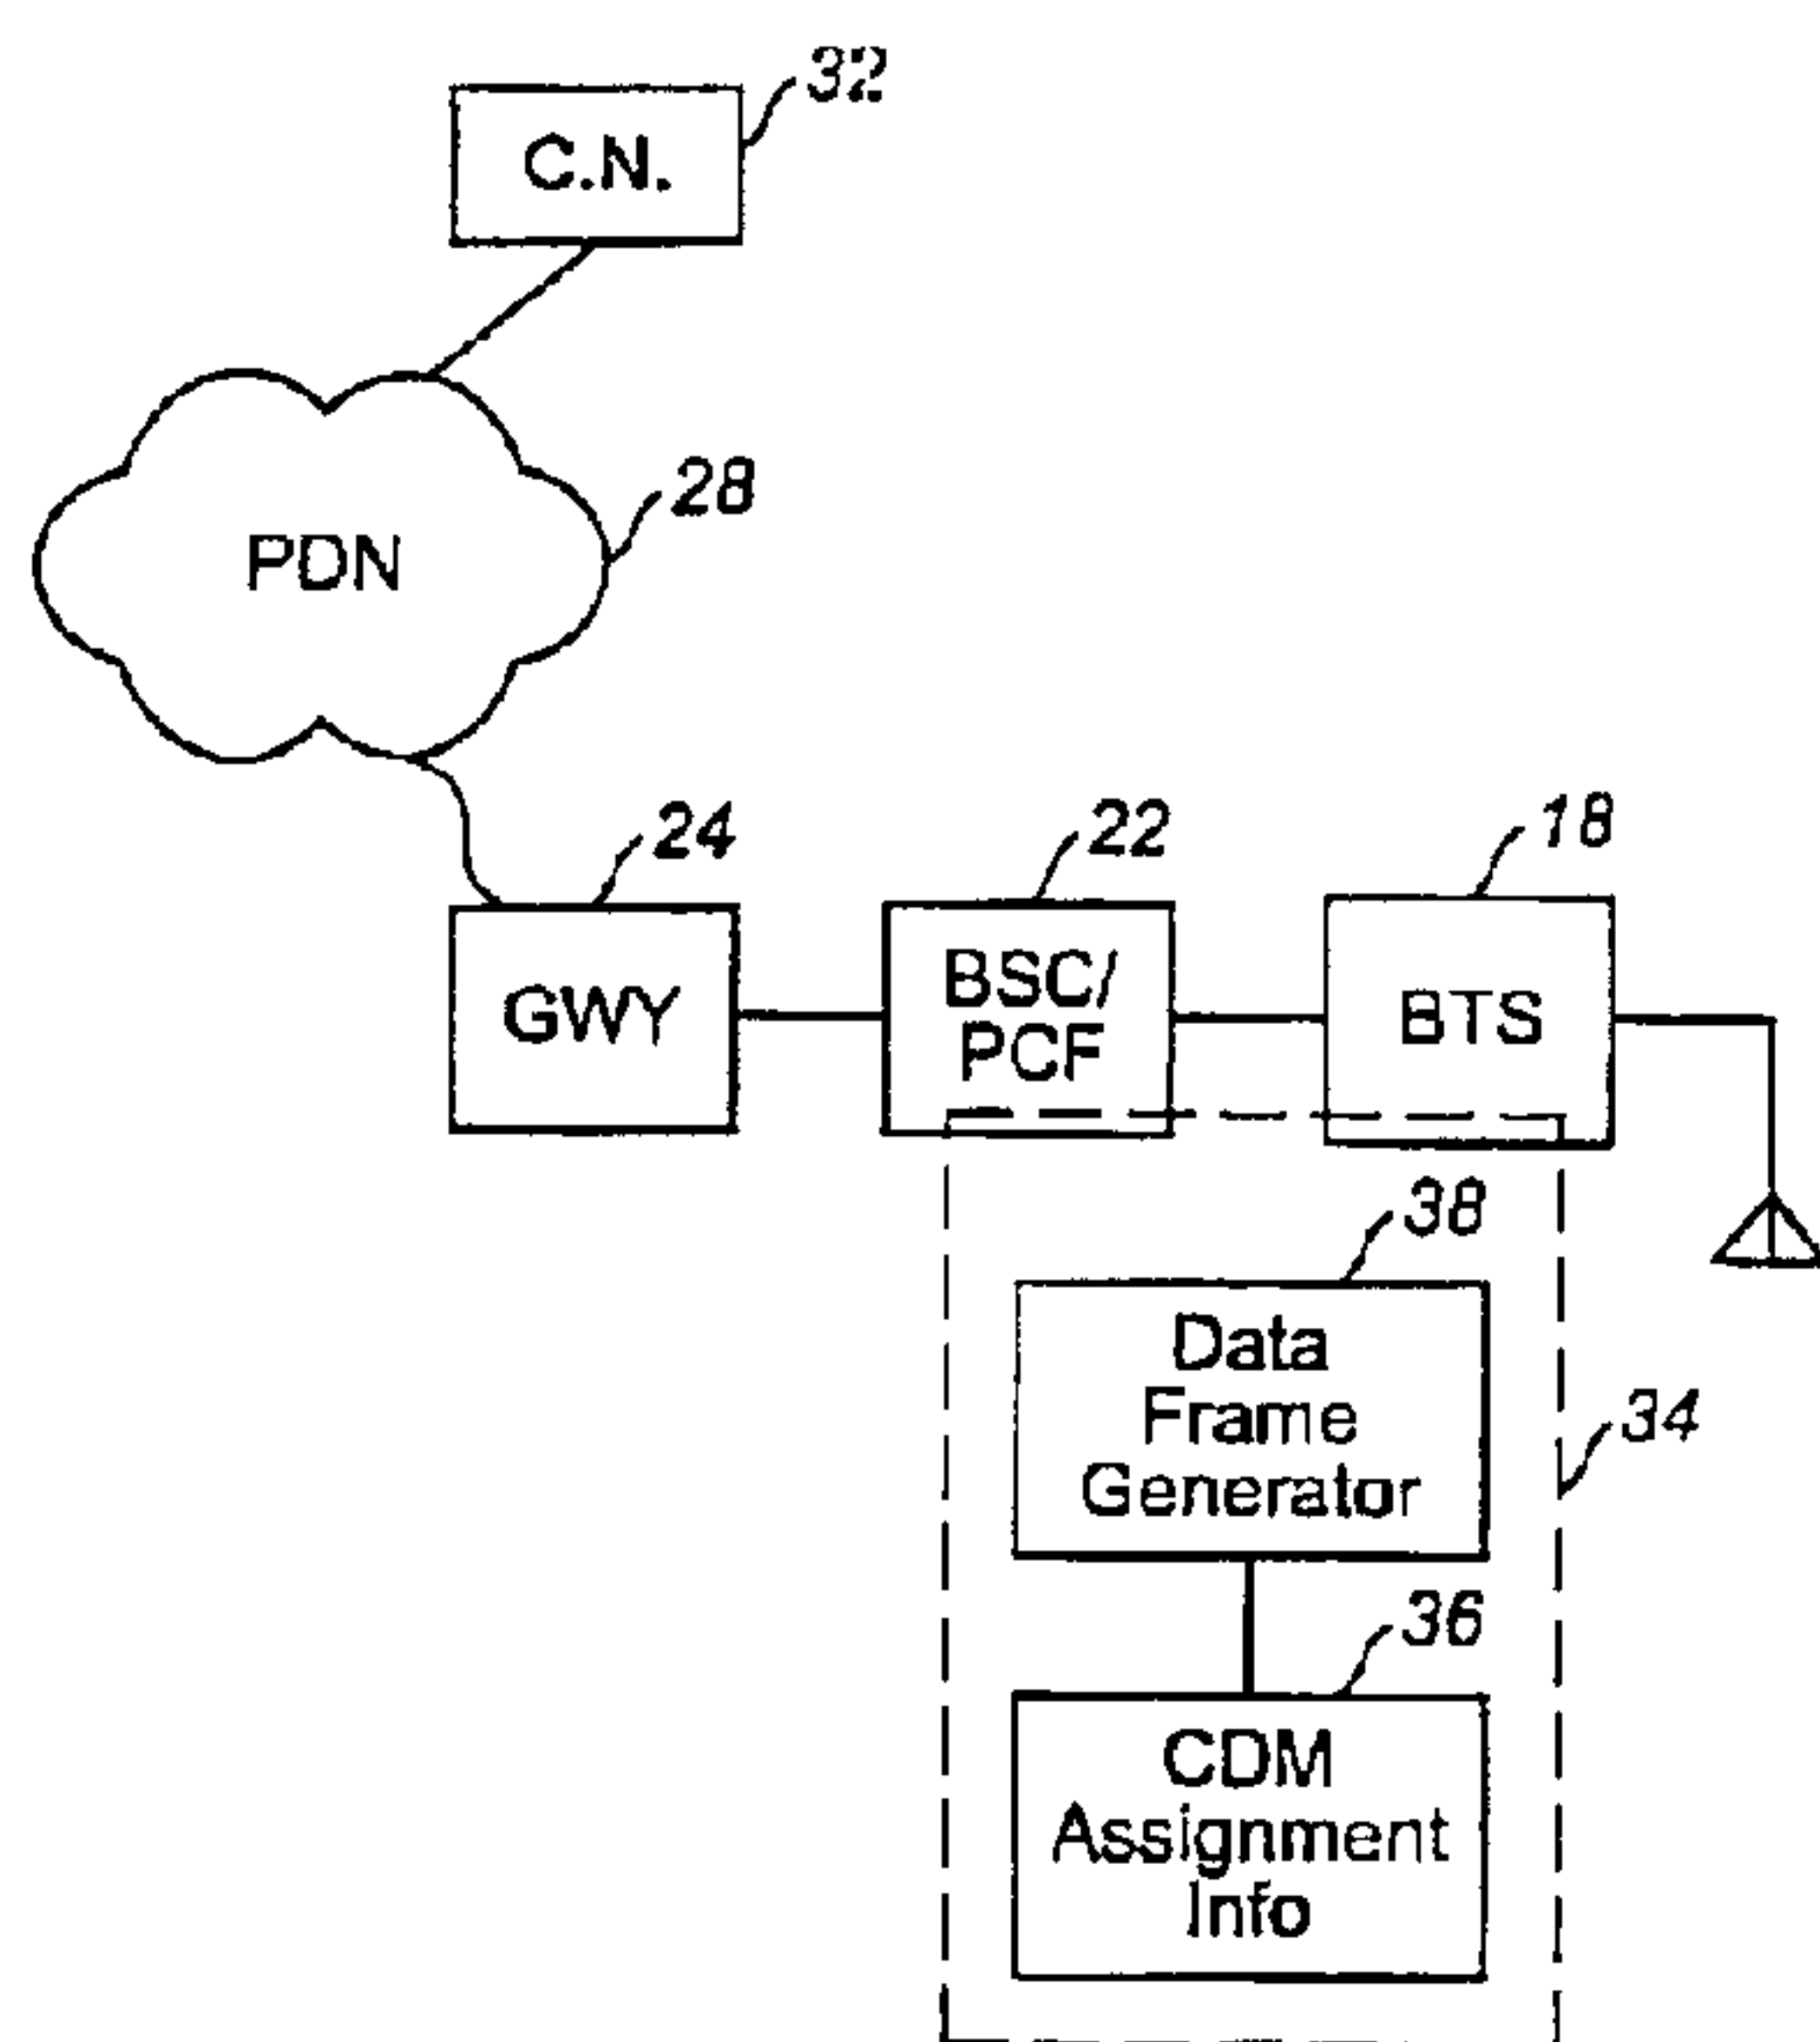 32
C.N.
28
PDN
24
22
18
GWY
BSC/
PCF
BTS
38
Data
Frame
Generator
34
36
CDM
Assignment
Info